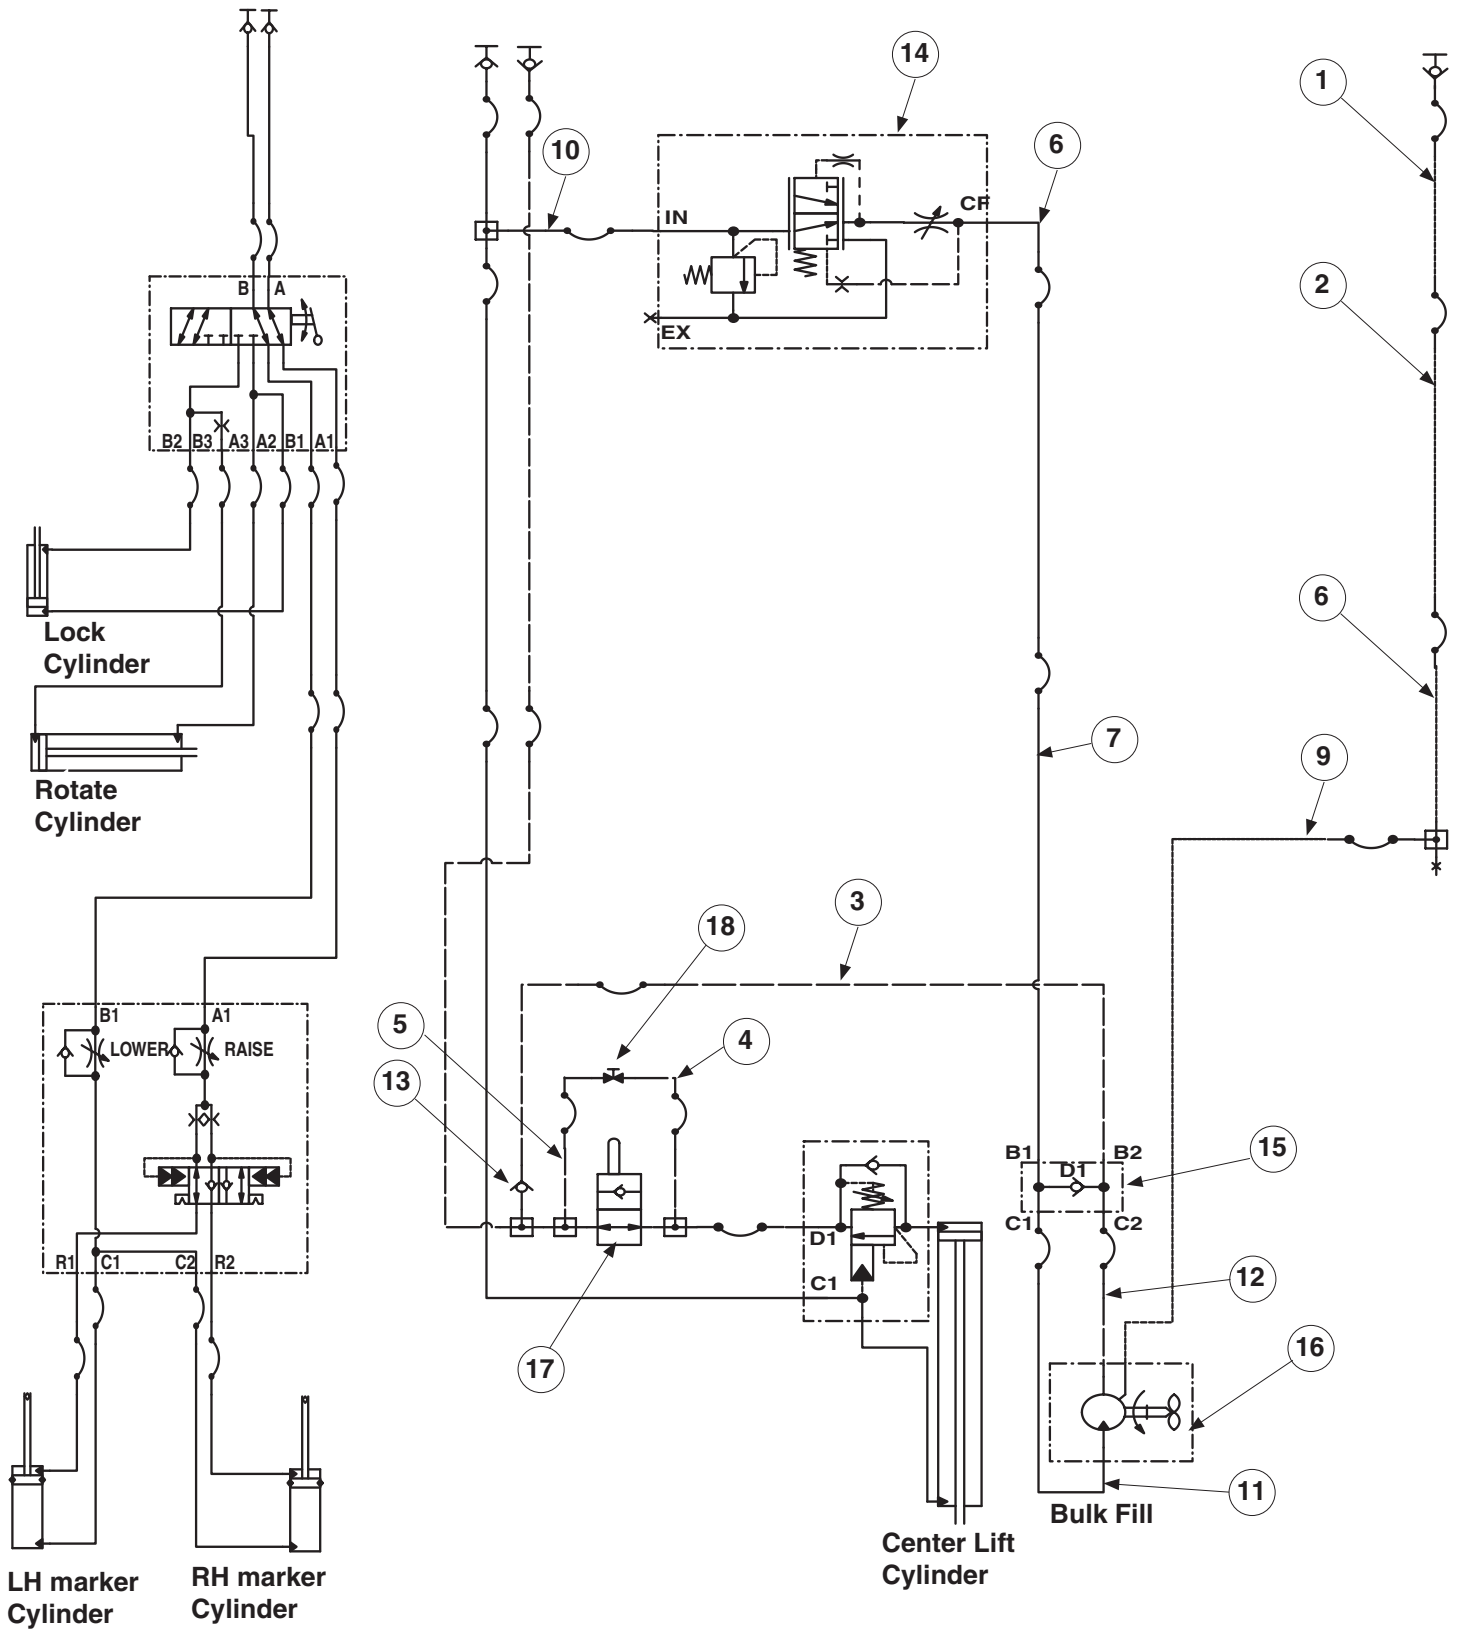 14
1
10
6
IN
CF
2
B A
EX
B2 B3 A3 A2 B1 A1
6
Lock
Cylinder
7
9
Rotate
Cylinder
3
18
B1
A1
5
4
LOWER
RAISE
13
B1
B2
15
D1
C1
C2
D1
R1
C1
C2
R2
C1
12
17
16
11
Bulk Fill
Center Lift
Cylinder
LH marker
Cylinder
RH marker
Cylinder